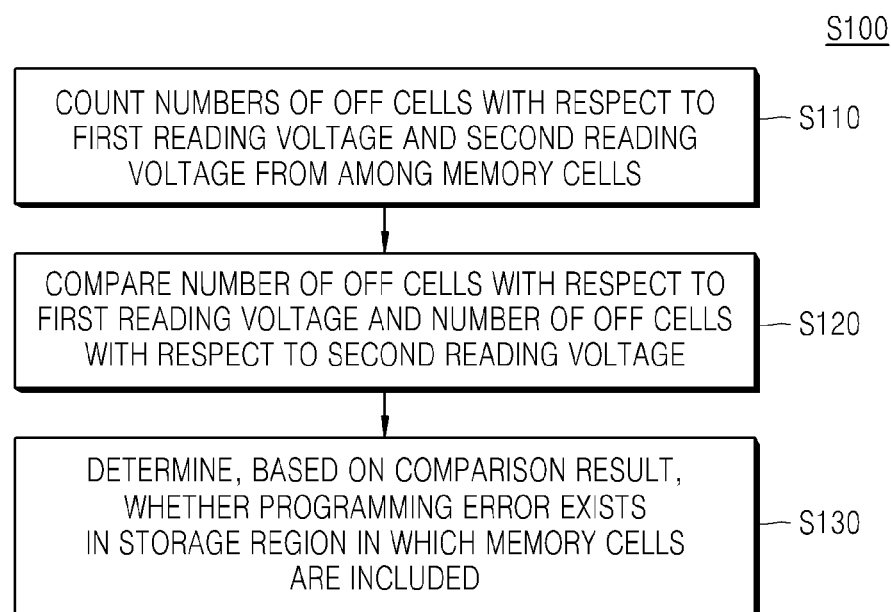 S100
COUNT NUMBERS OF OFF CELLS WITH RESPECT TO
FIRST READING VOLTAGE AND SECOND READING
VOLTAGE FROM AMONG MEMORY CELLS
S110
COMPARE NUMBER OF OFF CELLS WITH RESPECT TO
FIRST READING VOLTAGE AND NUMBER OF OFF CELLS
WITH RESPECT TO SECOND READING VOLTAGE
S120
DETERMINE, BASED ON COMPARISON RESULT,
WHETHER PROGRAMMING ERROR EXISTS
IN STORAGE REGION IN WHICH MEMORY CELLS
ARE INCLUDED
S130